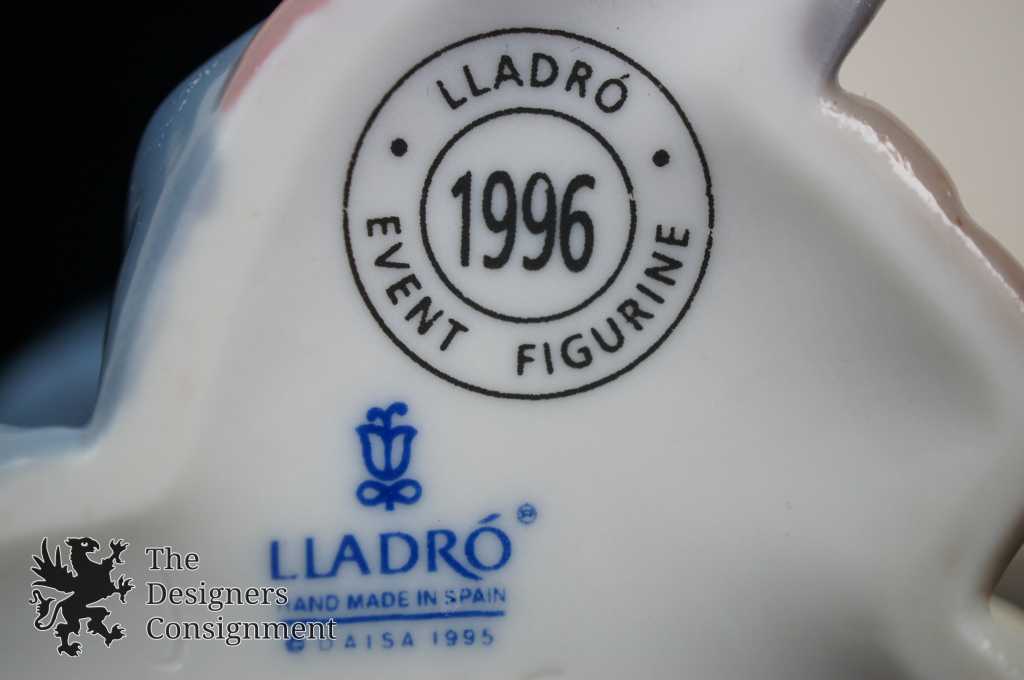 LLADRÓ
1996
EVENT FIGURINE
LLADRÓ ®
HAND MADE IN SPAIN
© DAISA 1995
The
Designers
Consignment